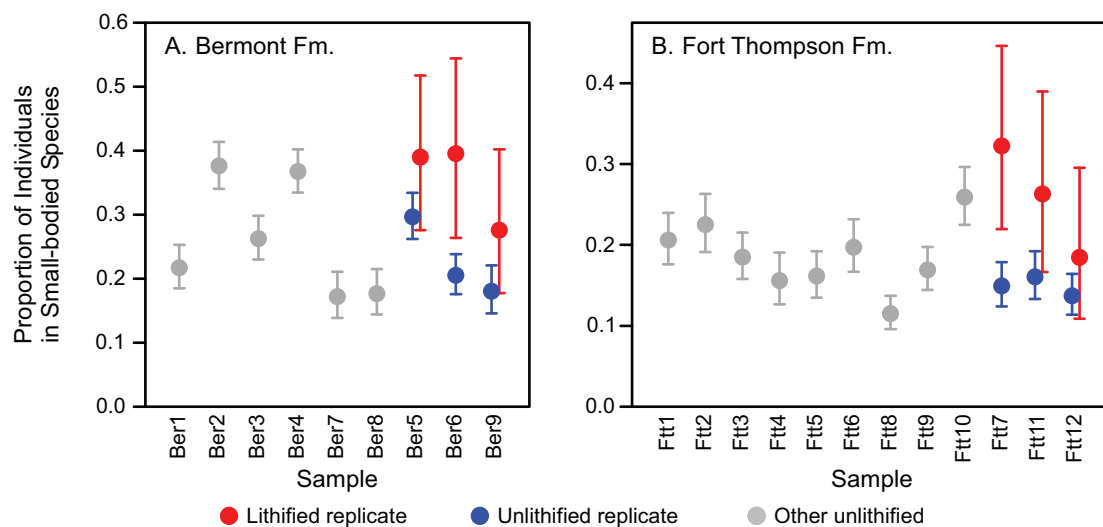 Proportion of Individuals
in Small-bodied Species
A. Bermont Fm.
0.6
0.5
0.4
0.3
0.2
0.1
0.0
Ber1
Ber2
Ber3
Ber4
Ber7
Ber8
Ber5
Ber6
Ber9
Sample
B. Fort Thompson Fm.
0.4
0.3
0.2
0.1
0.0
Ftt1
Ftt2
Ftt3
Ftt4
Ftt5
Ftt6
Ftt8
Ftt9
Ftt10
Ftt7
Ftt11
Ftt12
Sample
Lithified replicate
Unlithified replicate
Other unlithified